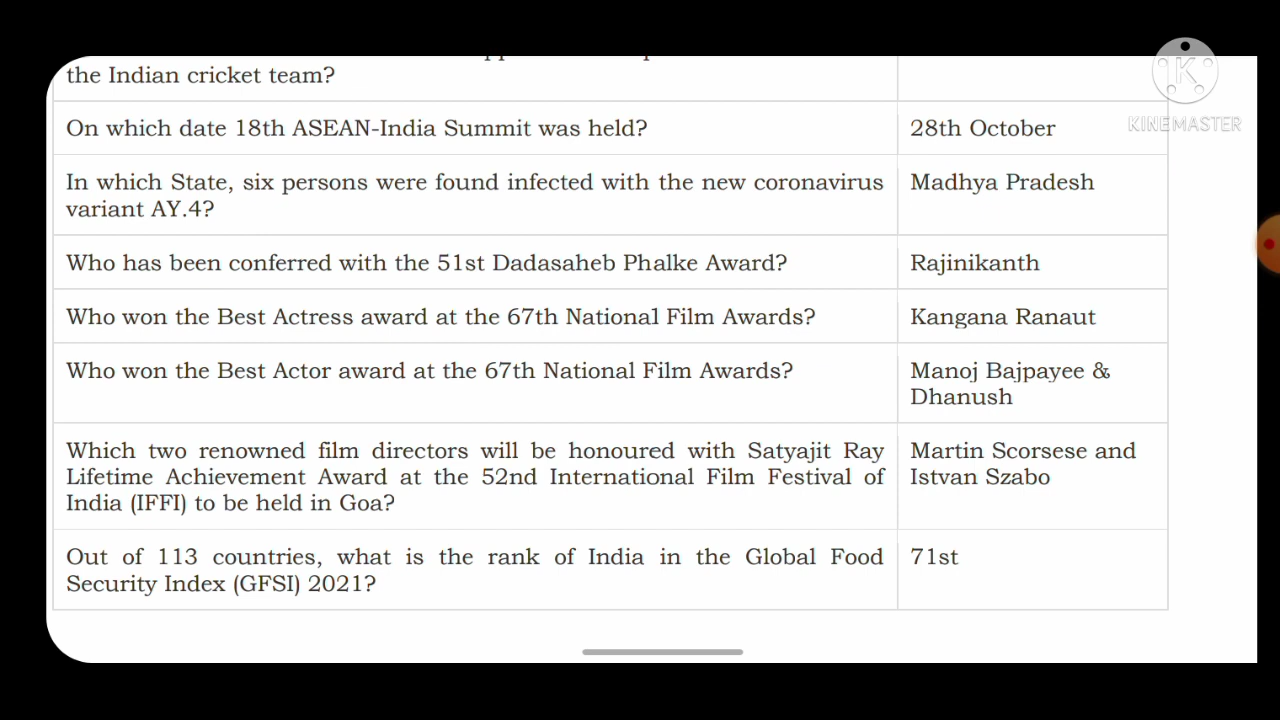 the Indian cricket team?
On which date 18th ASEAN-India Summit was held?
28th October
In which State, six persons were found infected with the new coronavirus
variant AY.4?
Madhya Pradesh
Who has been conferred with the 51st Dadasaheb Phalke Award?
Rajinikanth
Who won the Best Actress award at the 67th National Film Awards?
Kangana Ranaut
Who won the Best Actor award at the 67th National Film Awards?
Manoj Bajpayee &
Dhanush
Which two renowned film directors will be honoured with Satyajit Ray
Lifetime Achievement Award at the 52nd International Film Festival of
India (IFFI) to be held in Goa?
Martin Scorsese and
Istvan Szabo
Out of 113 countries, what is the rank of India in the Global Food
Security Index (GFSI) 2021?
71st
K
KINEMASTER